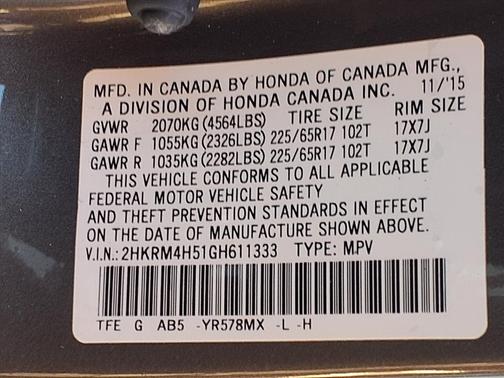 MFD. IN CANADA BY HONDA OF CANADA MFG.,
A DIVISION OF HONDA CANADA INC. 11/'15
GVWR 2070KG (4564LBS) TIRE SIZE RIM SIZE
GAWR F 1055KG (2326LBS) 225/65R17 102T 17X7J
GAWR R 1035KG (2282LBS) 225/65R17 102T 17X7J
THIS VEHICLE CONFORMS TO ALL APPLICABLE
FEDERAL MOTOR VEHICLE SAFETY
AND THEFT PREVENTION STANDARDS IN EFFECT
ON THE DATE OF MANUFACTURE SHOWN ABOVE.
V.I.N.: 2HKRM4H51GH611333 TYPE: MPV
TFE G AB5 -YR578MX -L -H